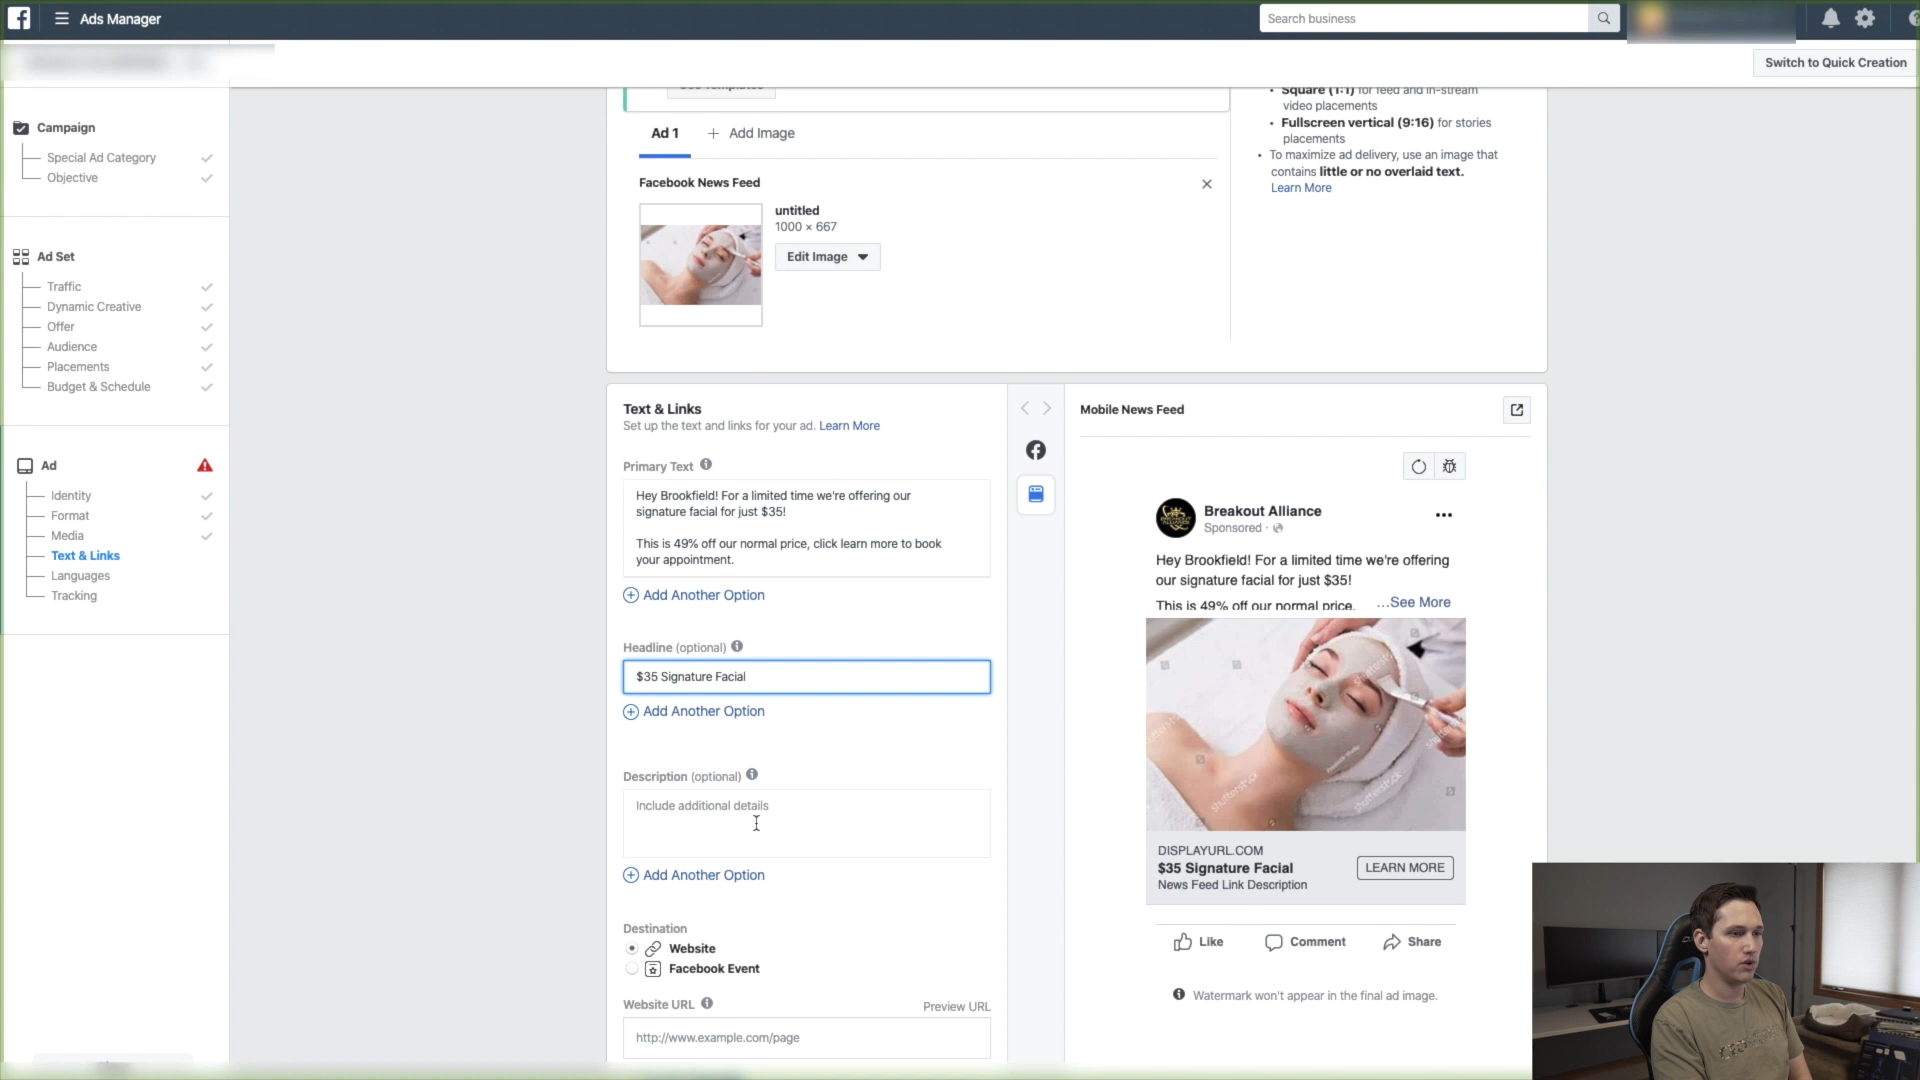 Ads Manager
Search business
Switch to Quick Creation
Campaign
Special Ad Category
Objective
Ad Set
Traffic
Dynamic Creative
Offer
Audience
Placements
Budget & Schedule
Ad
Identity
Format
Media
Text & Links
Languages
Tracking
Ad 1
Add Image
Facebook News Feed
untitled
1000 × 667
Edit Image
• Square (1:1) for feed and in-stream
video placements
• Fullscreen vertical (9:16) for stories
placements
• To maximize ad delivery, use an image that
contains little or no overlaid text.
Learn More
Text & Links
Set up the text and links for your ad. Learn More
Primary Text
Hey Brookfield! For a limited time we're offering our
signature facial for just $35!
This is 49% off our normal price, click learn more to book
your appointment.
Add Another Option
Headline (optional)
$35 Signature Facial
Add Another Option
Description (optional)
Include additional details
Add Another Option
Destination
Website
Facebook Event
Website URL
Preview URL
http://www.example.com/page
Mobile News Feed
Breakout Alliance
Sponsored ·
Hey Brookfield! For a limited time we're offering
our signature facial for just $35!
This is 49% off our normal price,
...See More
shutterstock
shutterstock
shutterstock
DISPLAYURL.COM
$35 Signature Facial
News Feed Link Description
LEARN MORE
Like
Comment
Share
Watermark won't appear in the final ad image.